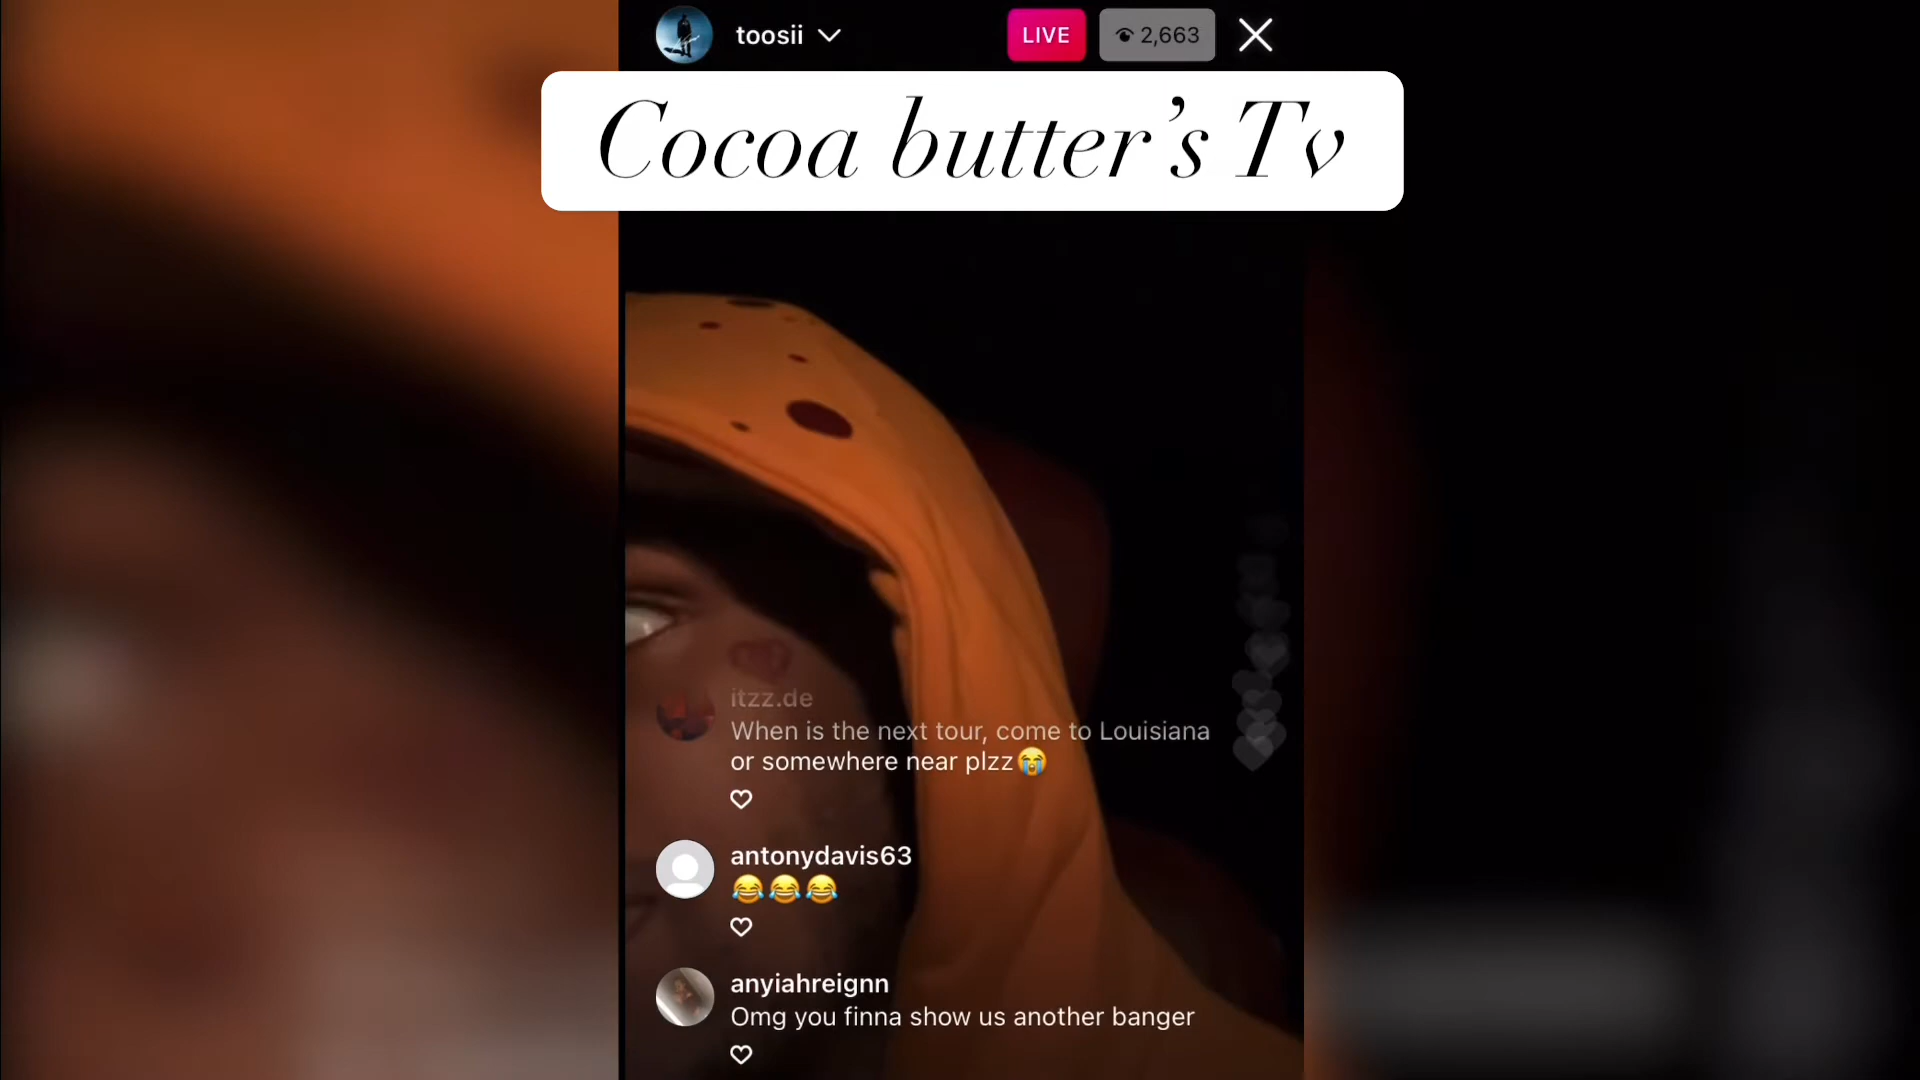 toosii
LIVE
2,663
Cocoa butter’s Tv
itzz.de
When is the next tour, come to Louisiana
or somewhere near plzz😭
antonydavis63
😂😂😂
anyiahreignn
Omg you finna show us another banger